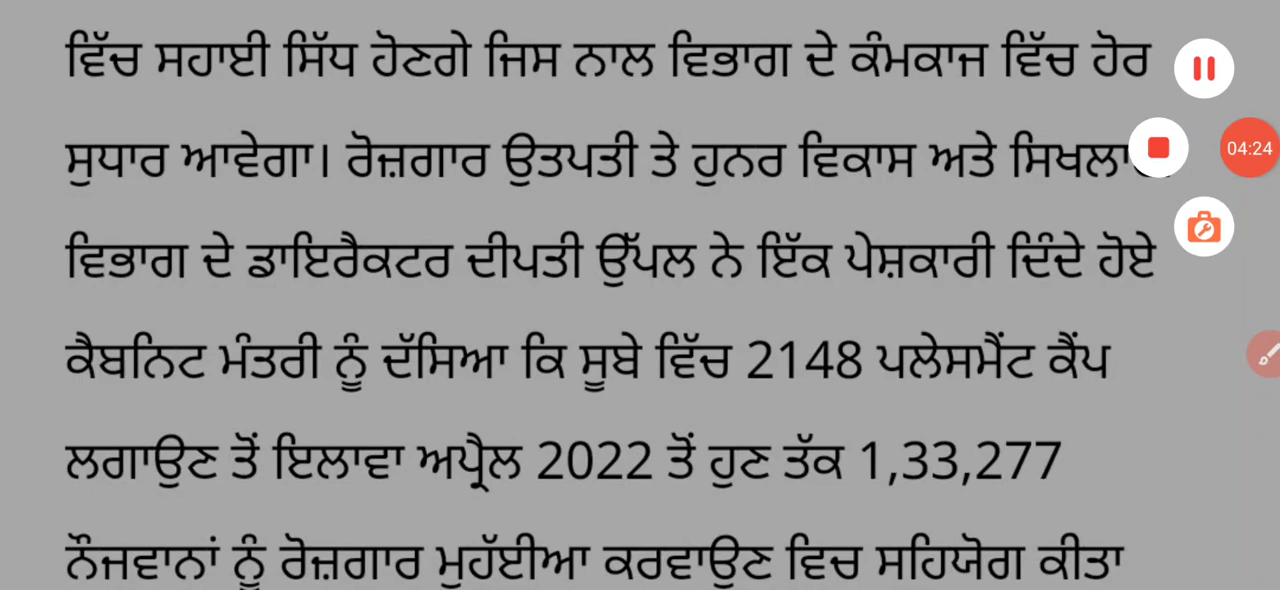 ਵਿੱਚ ਸਹਾਈ ਸਿੱਧ ਹੋਣਗੇ ਜਿਸ ਨਾਲ ਵਿਭਾਗ ਦੇ ਕੰਮਕਾਜ ਵਿੱਚ ਹੋਰ
ਸੁਧਾਰ ਆਵੇਗਾ। ਰੋਜ਼ਗਾਰ ਉਤਪਤੀ ਤੇ ਹੁਨਰ ਵਿਕਾਸ ਅਤੇ
04:24
ਵਿਭਾਗ ਦੇ ਡਾਇਰੈਕਟਰ ਦੀਪਤੀ ਉੱਪਲ ਨੇ ਇੱਕ ਪੇਸ਼ਕਾਰੀ ਦਿੰਦੇ ਹੋਏ
ਕੈਬਨਿਟ ਮੰਤਰੀ ਨੂੰ ਦੱਸਿਆ ਕਿ ਸੂਬੇ ਵਿੱਚ 2148 ਪਲੇਸਮੈਂਟ ਕੈਂਪ
ਲਗਾਉਣ ਤੋਂ ਇਲਾਵਾ ਅਪ੍ਰੈਲ 2022 ਤੋਂ ਹੁਣ ਤੱਕ 1,33,277
ਨੌਜਵਾਨਾਂ ਨੂੰ ਰੋਜ਼ਗਾਰ ਮੁਹੱਈਆ ਕਰਵਾਉਣ ਵਿਚ ਸਹਿਯੋਗ ਕੀਤਾ